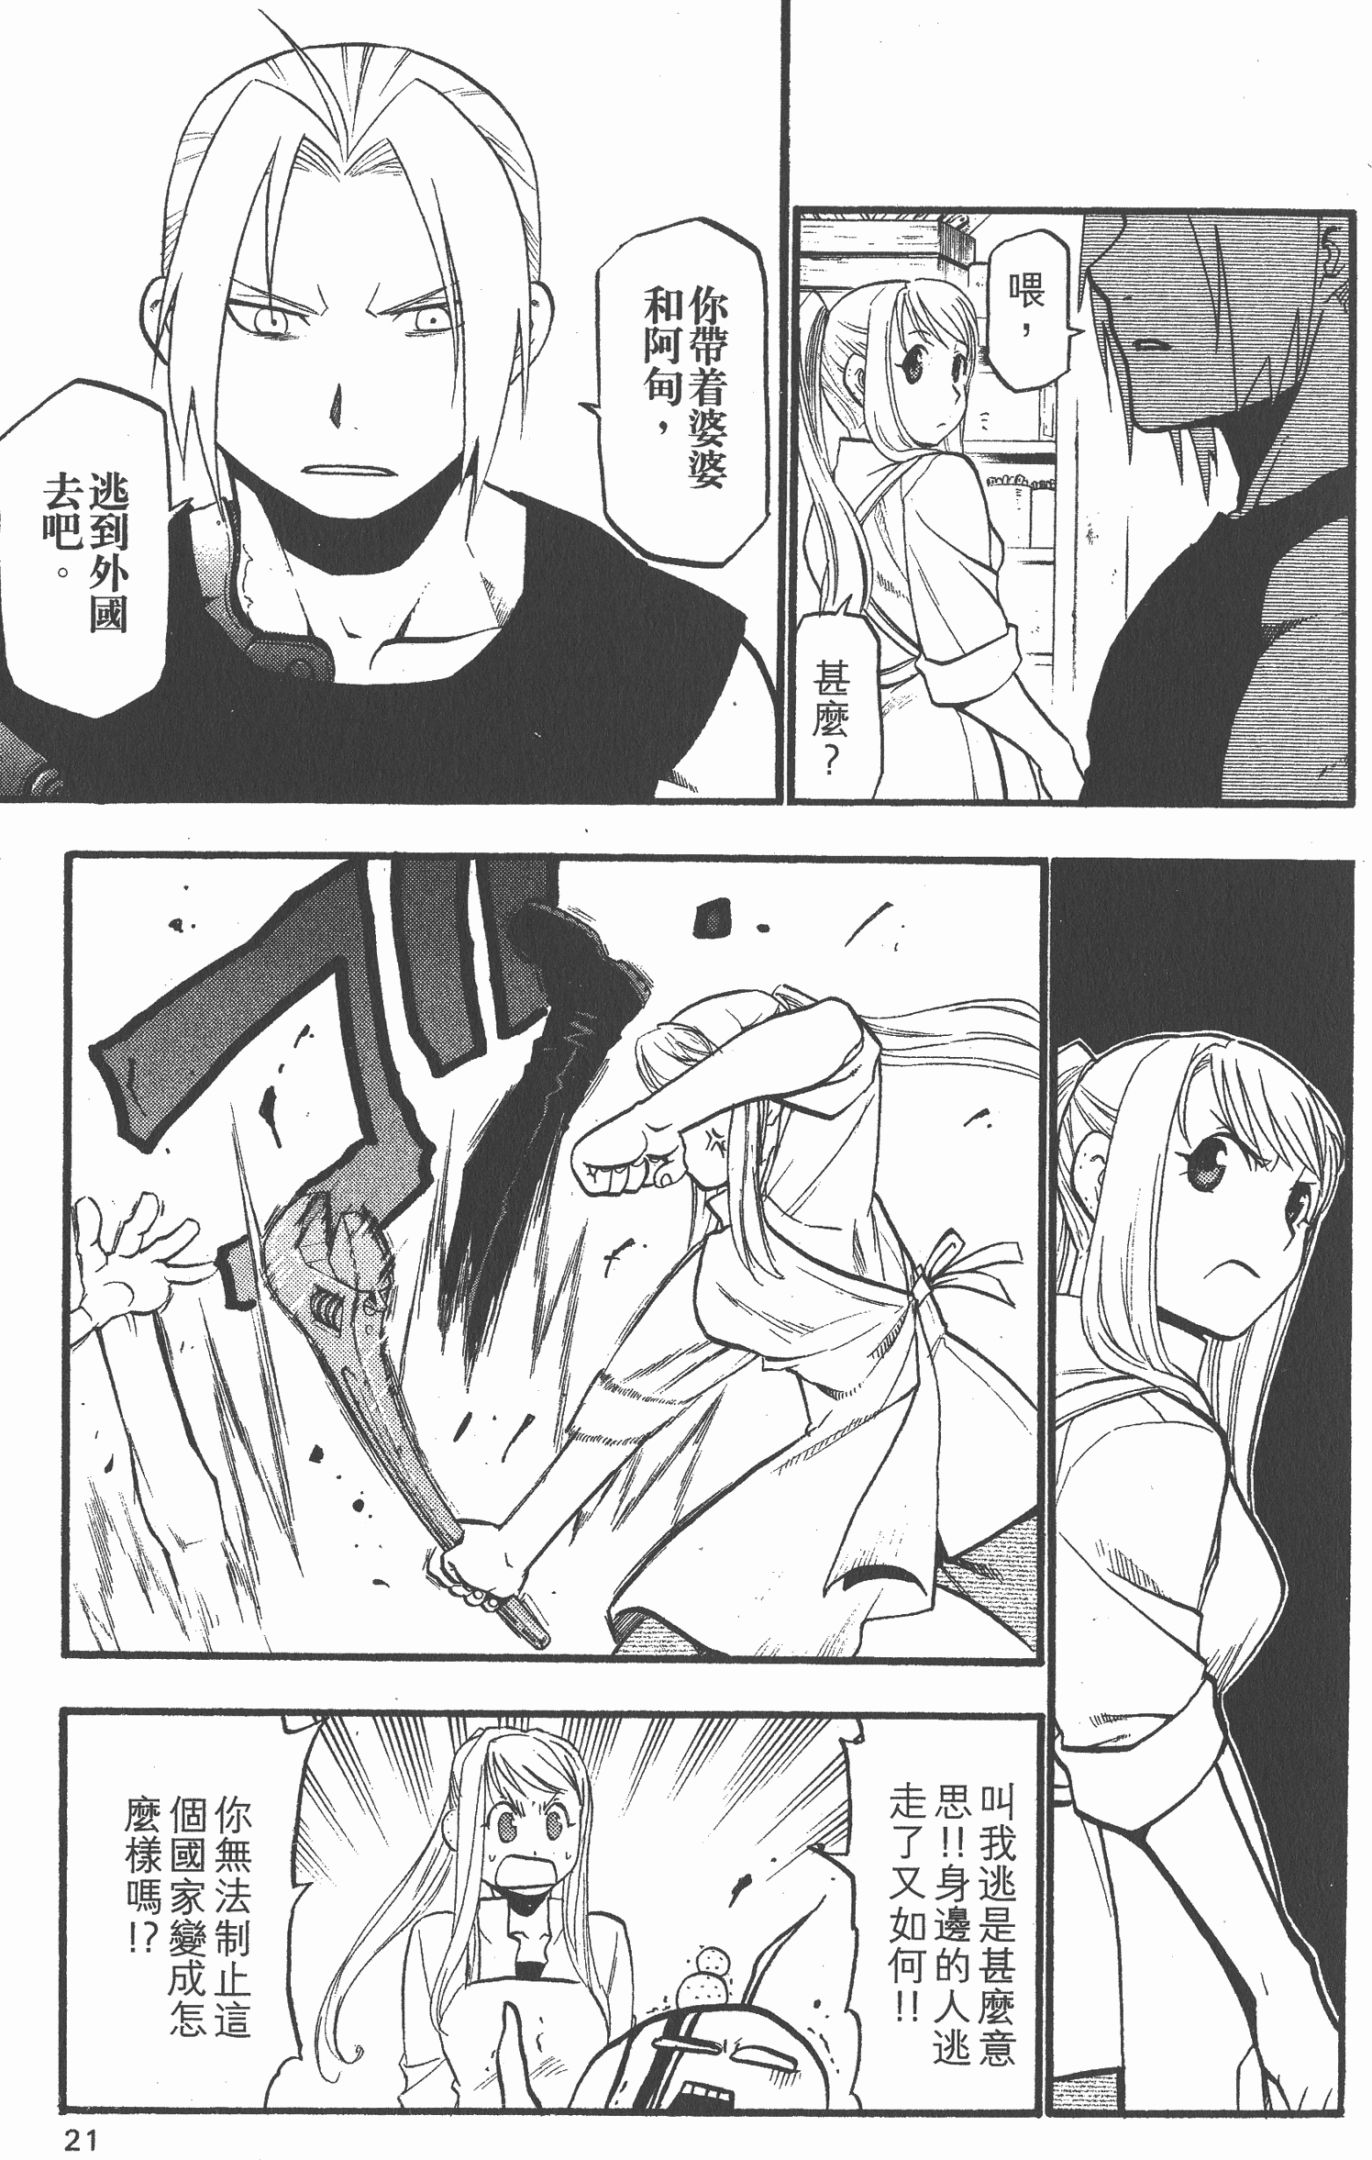 喂，
甚麼？
你帶着婆婆
和阿甸，
逃到外國
去吧。
叫我逃是甚麼意
思!!身邊的人逃
走了又如何!!
你無法制止這
個國家變成怎
麼樣嗎!?
21